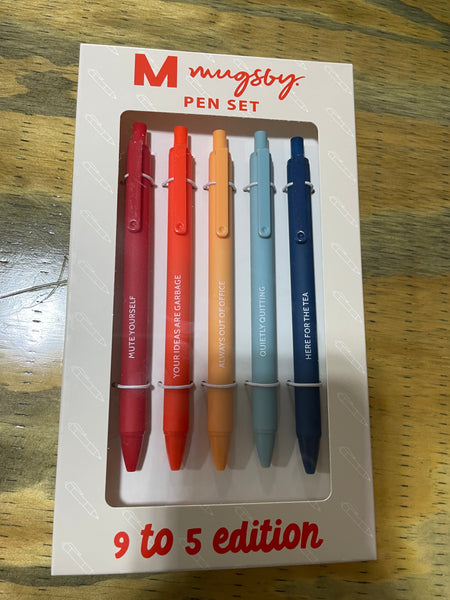 M mugsby.
PEN SET
MUTE YOURSELF
YOUR IDEAS ARE GARBAGE
ALWAYS OUT OF OFFICE
QUIETLY QUITTING
HERE FOR THE TEA
9 to 5 edition